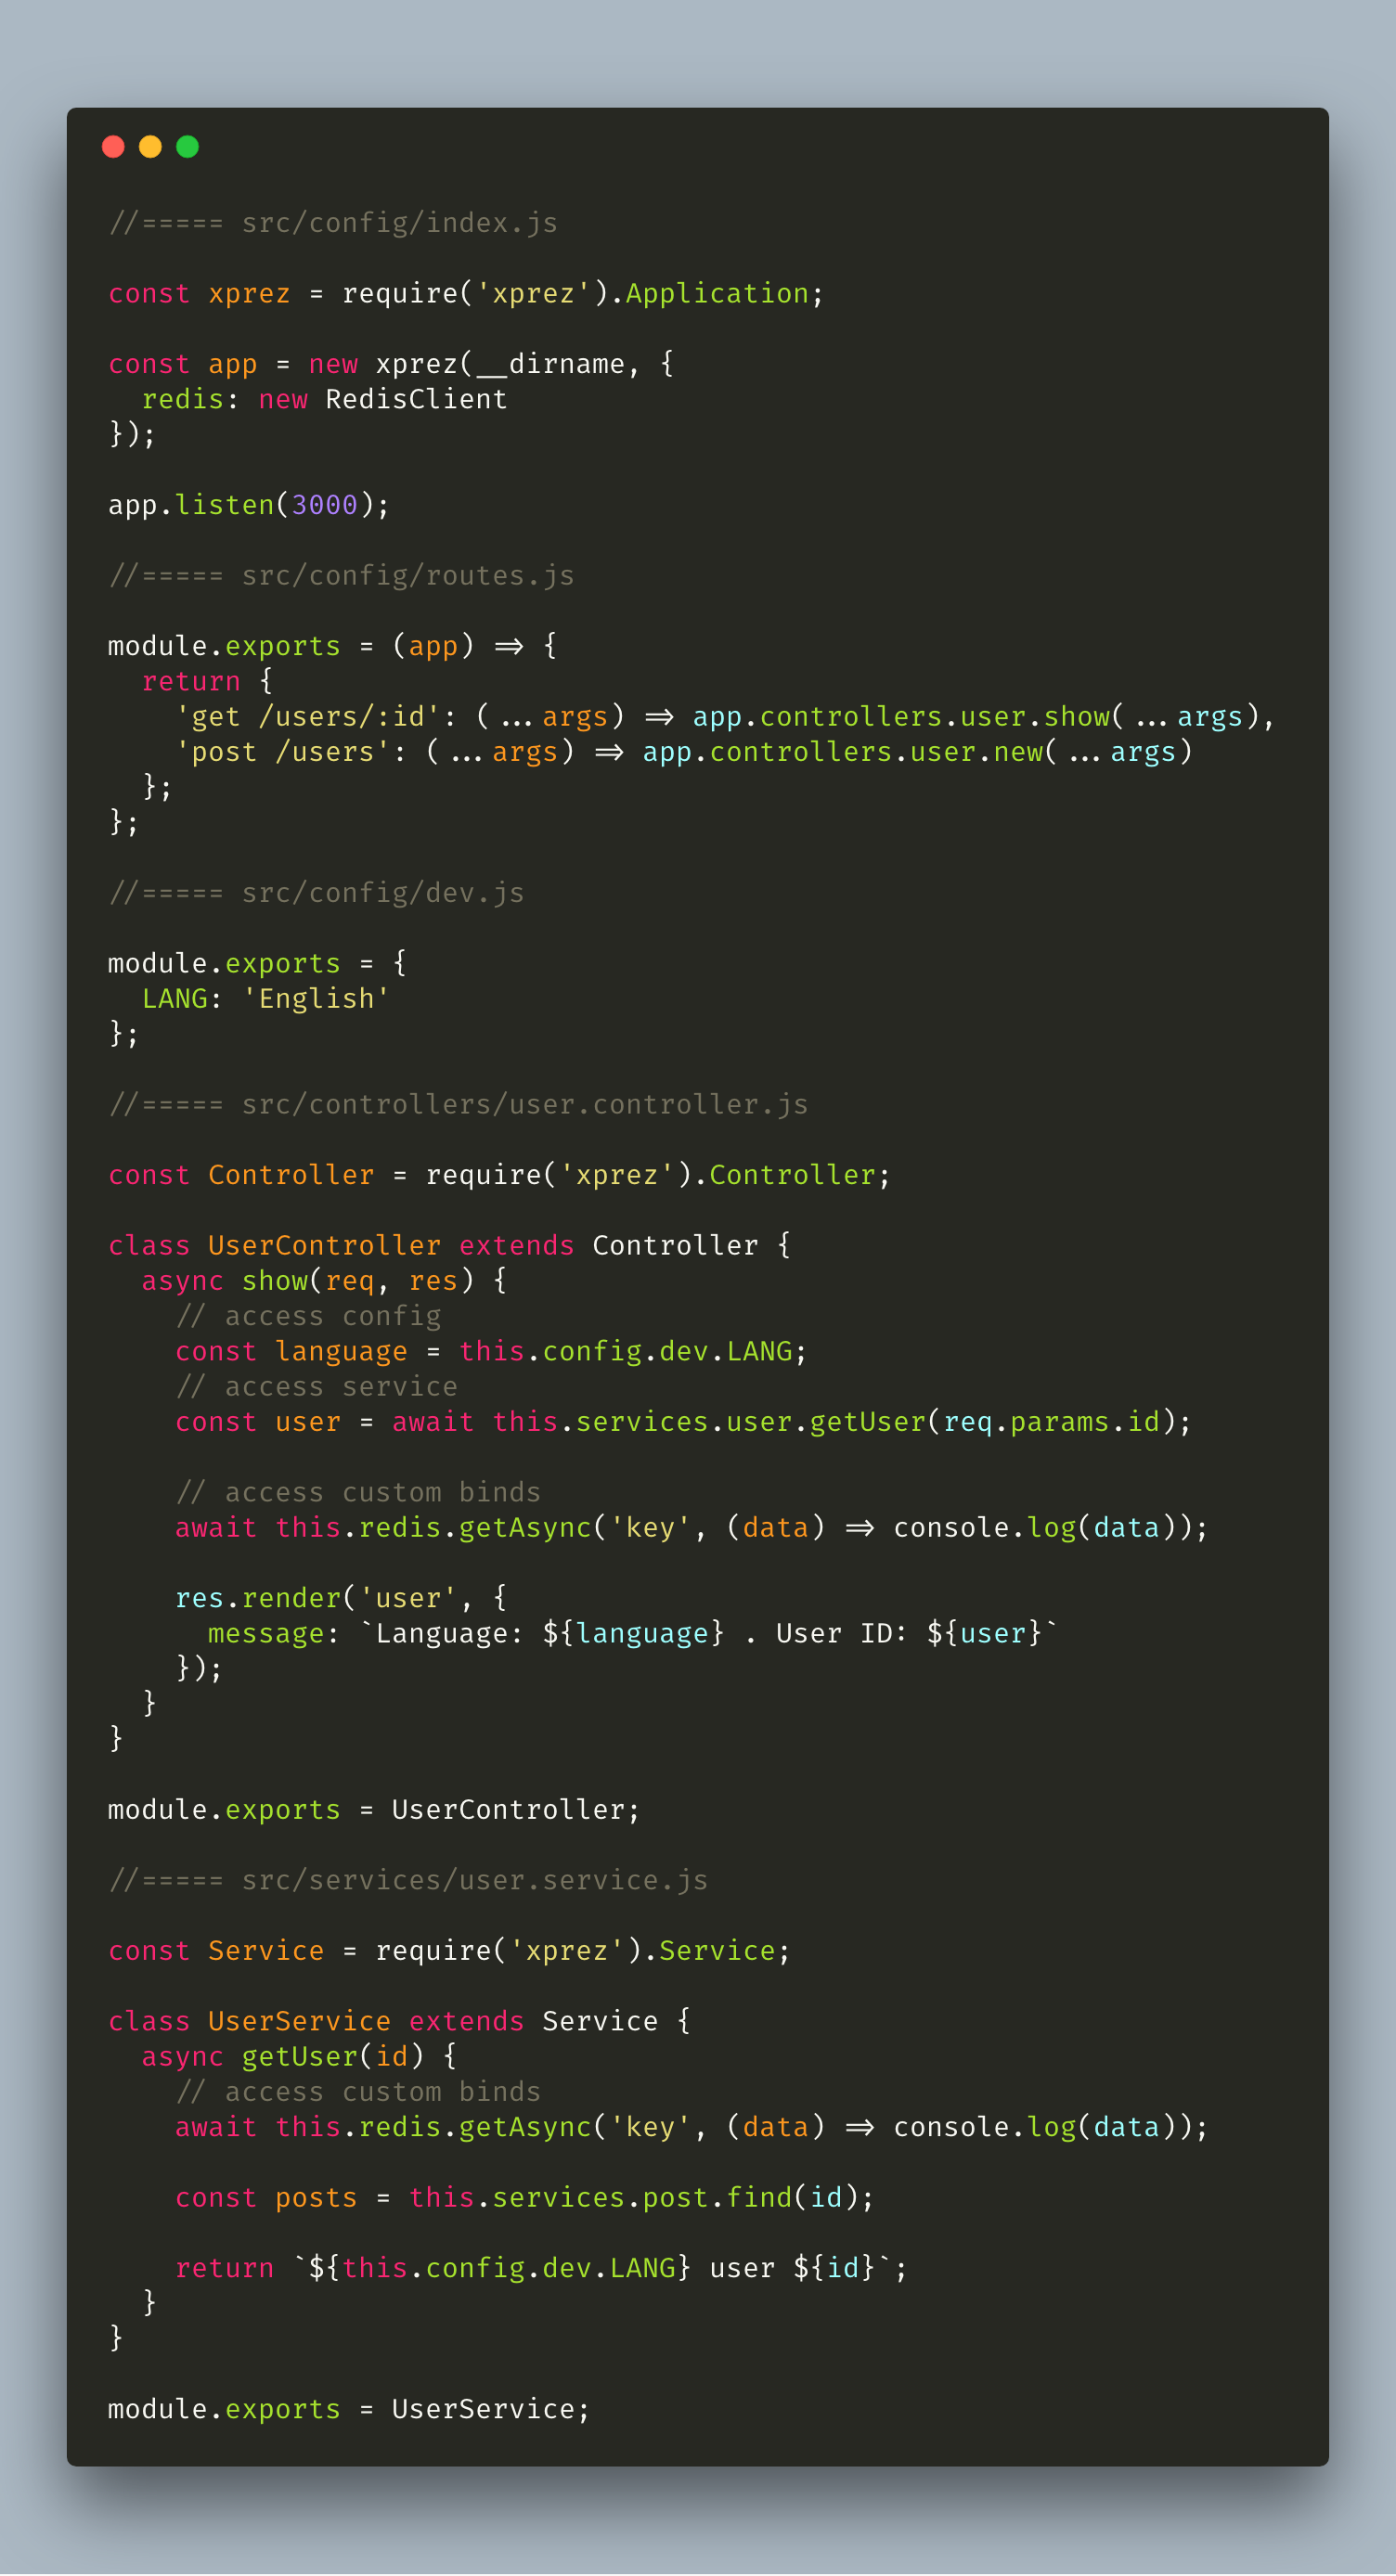 //===== src/config/index.js

const xprez = require('xprez').Application;

const app = new xprez(__dirname, {
  redis: new RedisClient
});

app.listen(3000);

//===== src/config/routes.js

module.exports = (app) => {
  return {
    'get /users/:id': (...args) => app.controllers.user.show(...args),
    'post /users': (...args) => app.controllers.user.new(...args)
  };
};

//===== src/config/dev.js

module.exports = {
  LANG: 'English'
};

//===== src/controllers/user.controller.js

const Controller = require('xprez').Controller;

class UserController extends Controller {
  async show(req, res) {
    // access config
    const language = this.config.dev.LANG;
    // access service
    const user = await this.services.user.getUser(req.params.id);

    // access custom binds
    await this.redis.getAsync('key', (data) => console.log(data));

    res.render('user', {
      message: `Language: ${language} . User ID: ${user}`
    });
  }
}

module.exports = UserController;

//===== src/services/user.service.js

const Service = require('xprez').Service;

class UserService extends Service {
  async getUser(id) {
    // access custom binds
    await this.redis.getAsync('key', (data) => console.log(data));

    const posts = this.services.post.find(id);

    return `${this.config.dev.LANG} user ${id}`;
  }
}

module.exports = UserService;